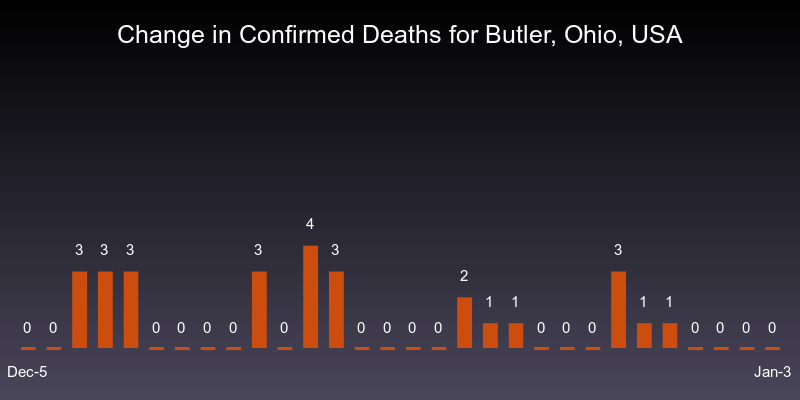 Change in Confirmed Deaths for Butler, Ohio, USA
4
3 3 3 3 3 3
2
1 1 1 1
0 0 0 0 0 0 0 0 0 0 0 0 0 0 0 0 0 0
Dec-5 Jan-3